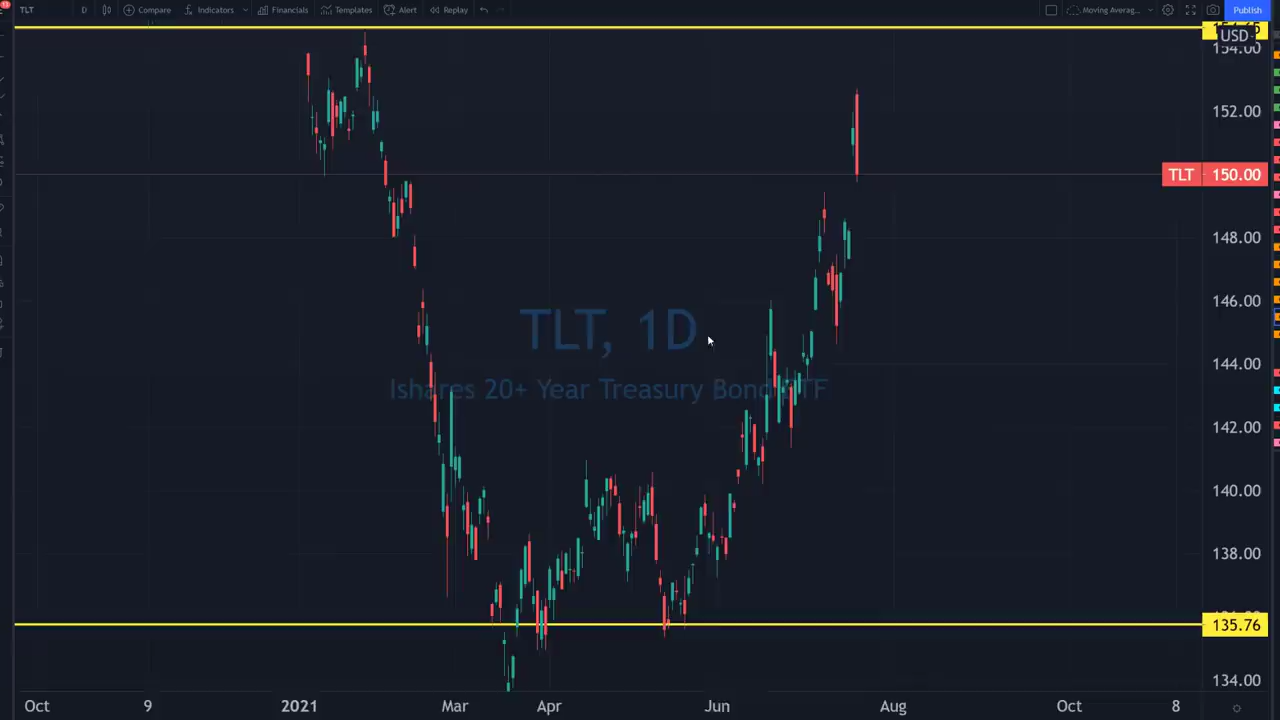 TLT D Compare Indicators Financials Templates Alert Replay Moving Averag... Publish
USD
154.00
152.00
TLT 150.00
148.00
146.00
TLT, 1D
144.00
Ishares 20+ Year Treasury Bond ETF
142.00
140.00
138.00
135.76
134.00
Oct 9 2021 Mar Apr Jun Aug Oct 8